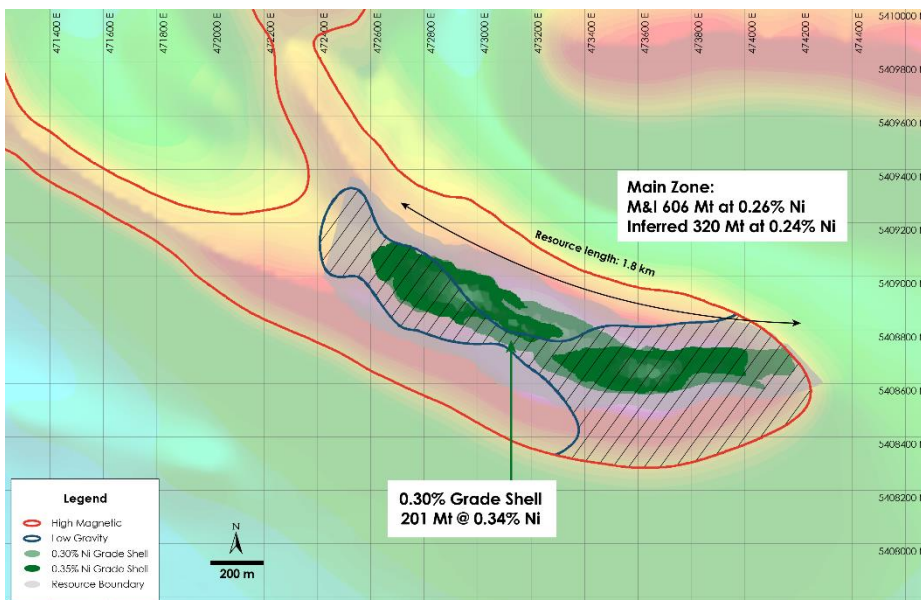 471400 E
471600 E
471800 E
472000 E
472200 E
472400 E
472600 E
472800 E
473000 E
473200 E
473400 E
473600 E
473800 E
474000 E
474200 E
474400 E
5410000 N
5409800 N
5409600 N
5409400 N
5409200 N
5409000 N
5408800 N
5408600 N
5408400 N
5408200 N
5408000 N
Main Zone:
M&I 606 Mt at 0.26% Ni
Inferred 320 Mt at 0.24% Ni
Resource length: 1.8 km
0.30% Grade Shell
201 Mt @ 0.34% Ni
Legend
High Magnetic
Low Gravity
0.30% Ni Grade Shell
0.35% Ni Grade Shell
Resource Boundary
N
200 m